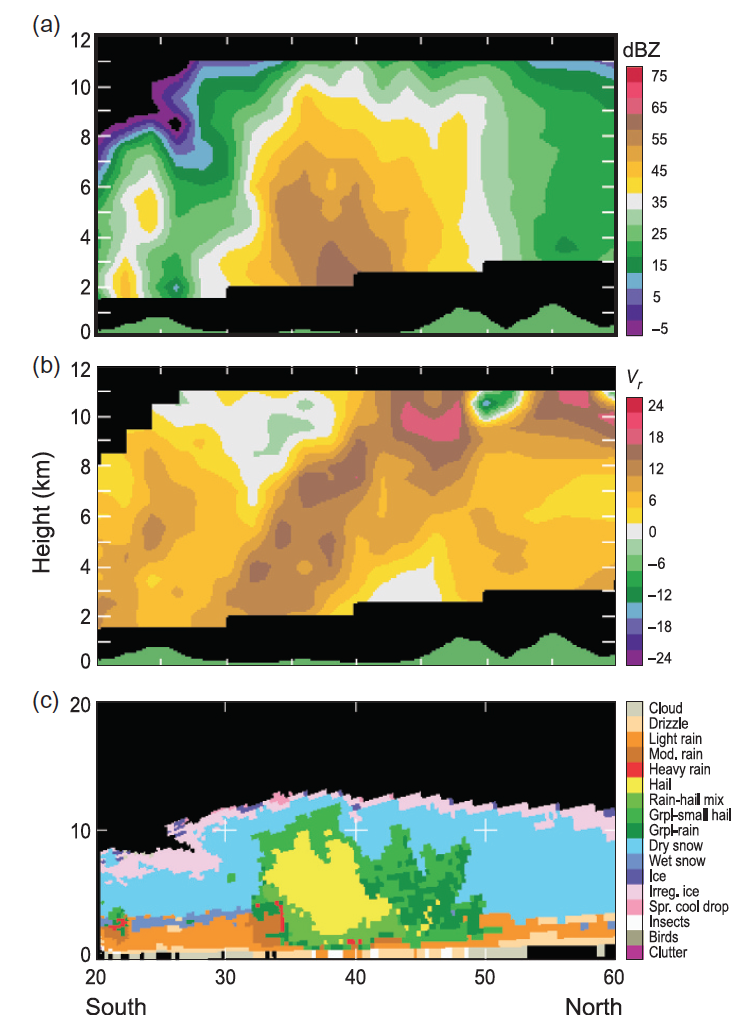 (a)
12
10
8
6
4
2
0
dBZ
75
65
55
45
35
25
15
5
–5
(b)
12
10
8
6
4
2
0
Height (km)
Vr
24
18
12
6
0
–6
–12
–18
–24
(c)
20
10
0
20 30 40 50 60
South North
Cloud
Drizzle
Light rain
Mod. rain
Heavy rain
Hail
Rain-hail mix
Grpl-small hail
Grpl-rain
Dry snow
Wet snow
Ice
Irreg. ice
Spr. cool drop
Insects
Birds
Clutter